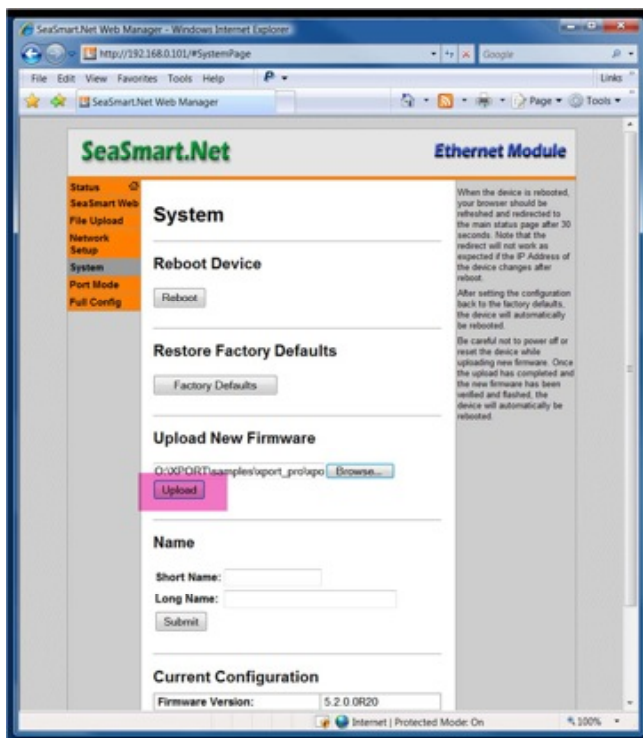 SeaSmart.Net Web Manager - Windows Internet Explorer
http://192.168.0.101/#SystemPage
Google
File Edit View Favorites Tools Help
Links
SeaSmart.Net Web Manager
Page
Tools
SeaSmart.Net
Ethernet Module
Status
SeaSmart Web
File Upload
Network
Setup
System
Port Mode
Full Config
System
Reboot Device
Reboot
Restore Factory Defaults
Factory Defaults
Upload New Firmware
O:\XPORT\samples\xport_pro\xpo Browse...
Upload
Name
Short Name:
Long Name:
Submit
Current Configuration
Firmware Version: 5.2.0.0R20
When the device is rebooted,
your browser should be
refreshed and redirected to
the main status page after 30
seconds. Note that the
redirect will not work as
expected if the IP Address of
the device changes after
reboot.
After setting the configuration
back to the factory defaults,
the device will automatically
be rebooted.
Be careful not to power off or
reset the device while
uploading new firmware. Once
the upload has completed and
the new firmware has been
verified and flashed, the
device will automatically be
rebooted.
Internet | Protected Mode: On
100%